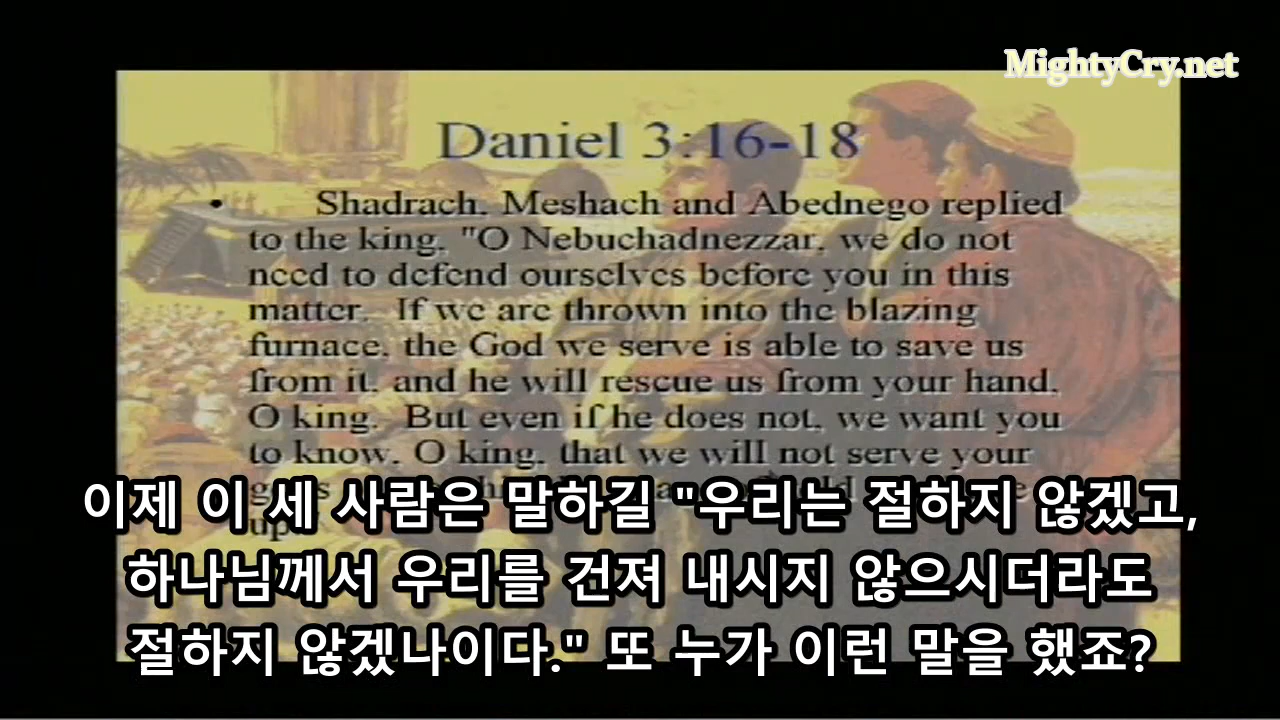 MightyCry.net
Daniel 3:16-18
• Shadrach, Meshach and Abednego replied
to the king, "O Nebuchadnezzar, we do not
need to defend ourselves before you in this
matter. If we are thrown into the blazing
furnace, the God we serve is able to save us
from it, and he will rescue us from your hand,
O king. But even if he does not, we want you
to know, O king, that we will not serve your
이제 이 세 사람은 말하길 "우리는 절하지 않겠고,
하나님께서 우리를 건져 내시지 않으시더라도
절하지 않겠나이다." 또 누가 이런 말을 했죠?